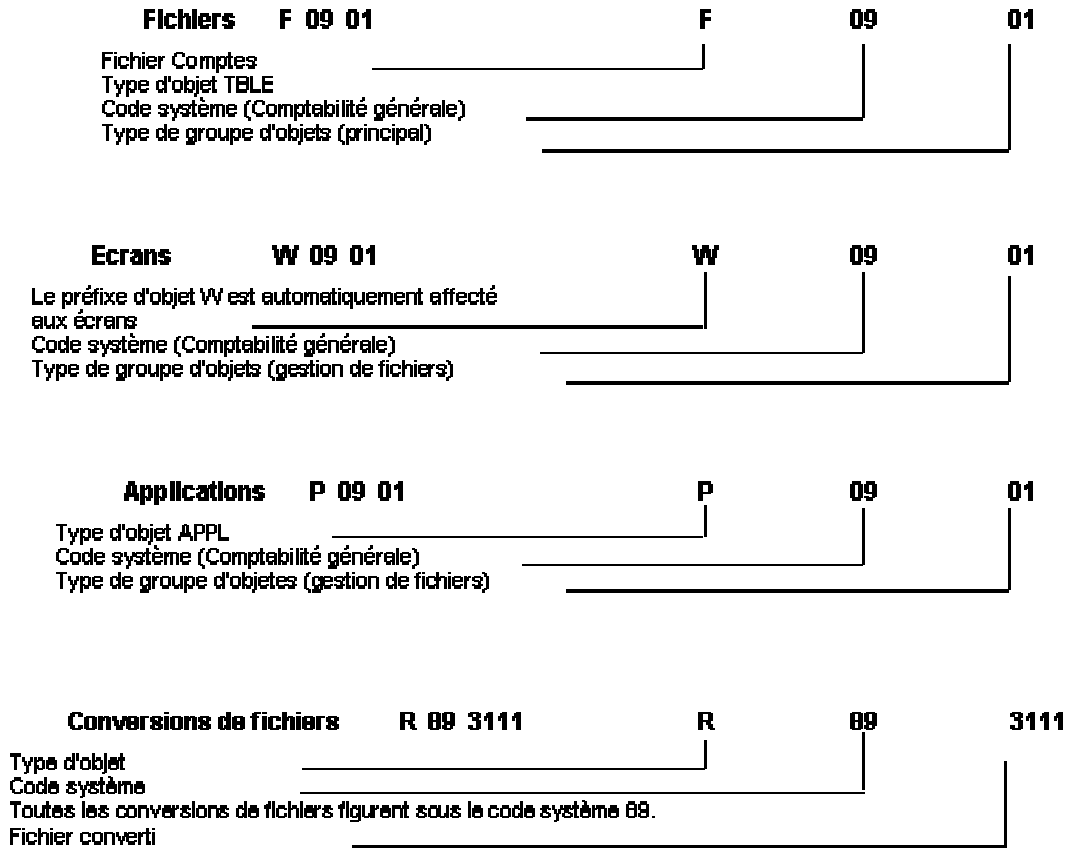 Fichiers F 09 01 F 09 01
Fichier Comptes
Type d'objet TBLE
Code système (Comptabilité générale)
Type de groupe d'objets (principal)
Ecrans W 09 01 W 09 01
Le préfixe d'objet W est automatiquement affecté
aux écrans
Code système (Comptabilité générale)
Type de groupe d'objets (gestion de fichiers)
Applications P 09 01 P 09 01
Type d'objet APPL
Code système (Comptabilité générale)
Type de groupe d'objetes (gestion de fichiers)
Conversions de fichiers R 89 3111 R 89 3111
Type d'objet
Code système
Toutes les conversions de fichiers figurent sous le code système 89.
Fichier converti